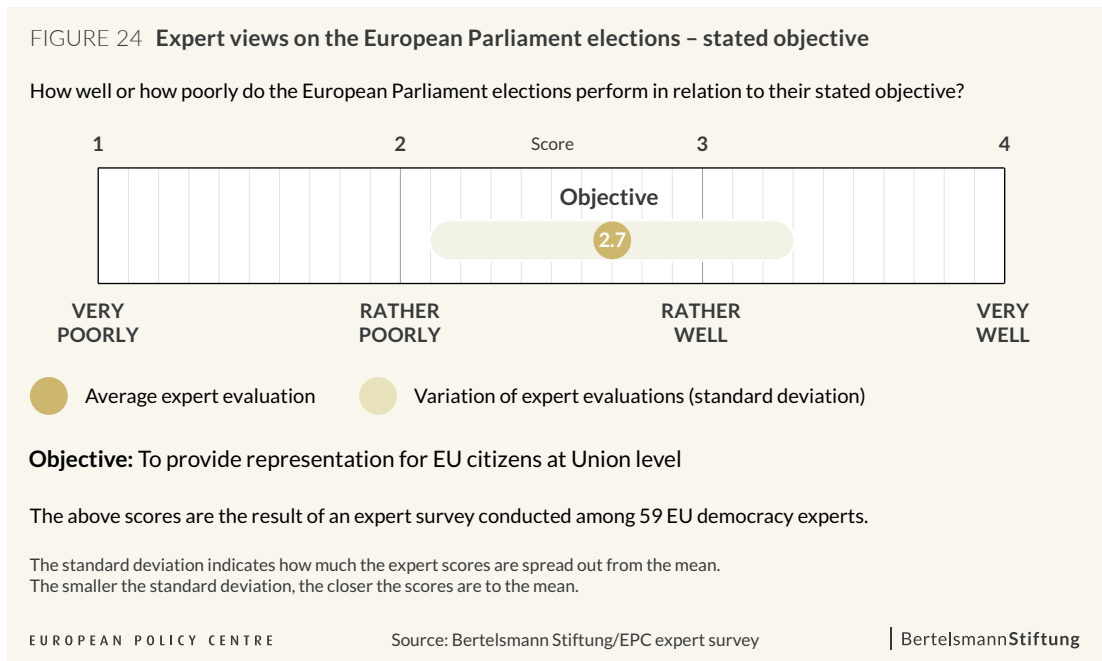 FIGURE 24 Expert views on the European Parliament elections – stated objective
How well or how poorly do the European Parliament elections perform in relation to their stated objective?
1 2 Score 3 4
Objective
2.7
VERY POORLY
RATHER POORLY
RATHER WELL
VERY WELL
Average expert evaluation
Variation of expert evaluations (standard deviation)
Objective: To provide representation for EU citizens at Union level
The above scores are the result of an expert survey conducted among 59 EU democracy experts.
The standard deviation indicates how much the expert scores are spread out from the mean.
The smaller the standard deviation, the closer the scores are to the mean.
EUROPEAN POLICY CENTRE
Source: Bertelsmann Stiftung/EPC expert survey
BertelsmannStiftung